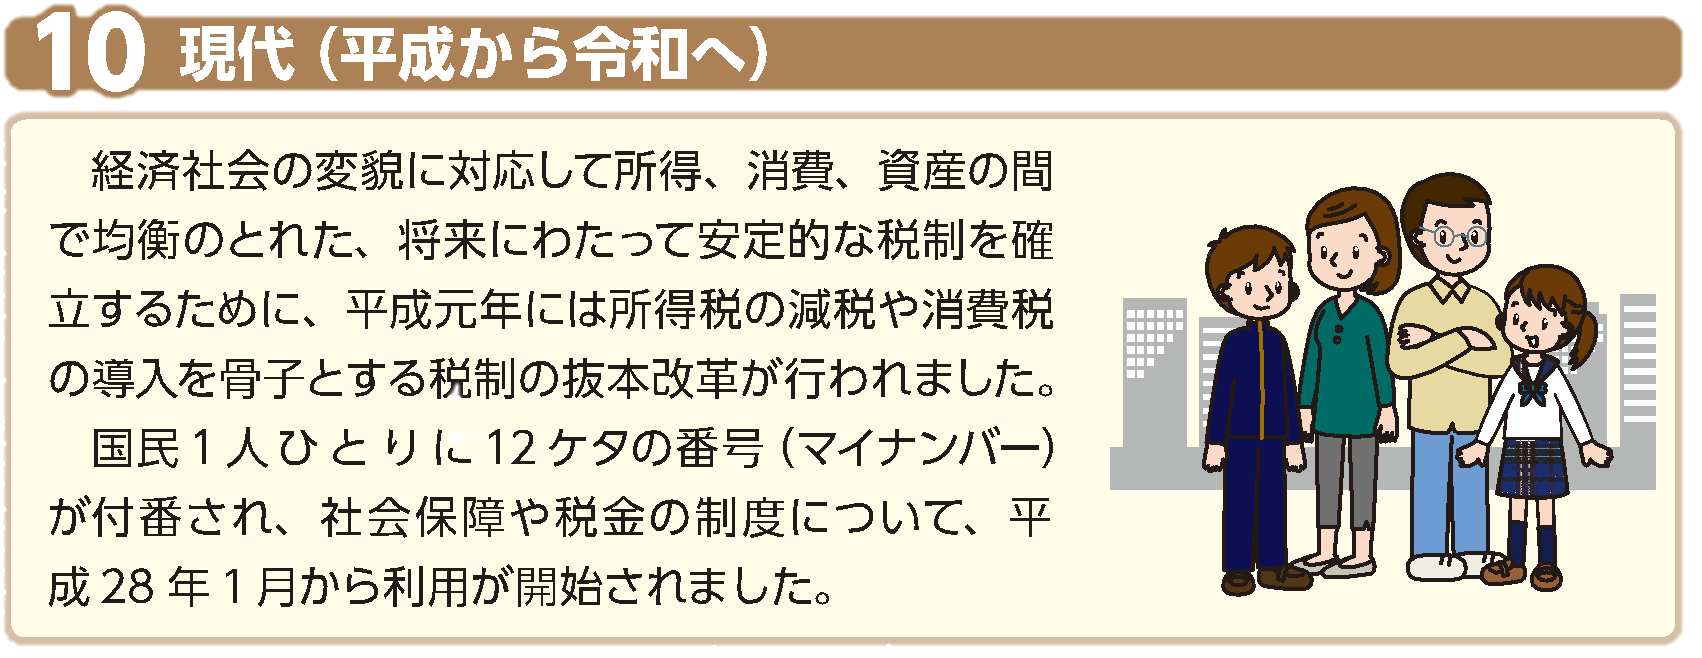 10 現代（平成から令和へ）
経済社会の変貌に対応して所得、消費、資産の間
で均衡のとれた、将来にわたって安定的な税制を確
立するために、平成元年には所得税の減税や消費税
の導入を骨子とする税制の抜本改革が行われました。
国民1人ひとりに12ケタの番号（マイナンバー）
が付番され、社会保障や税金の制度について、平
成28年1月から利用が開始されました。